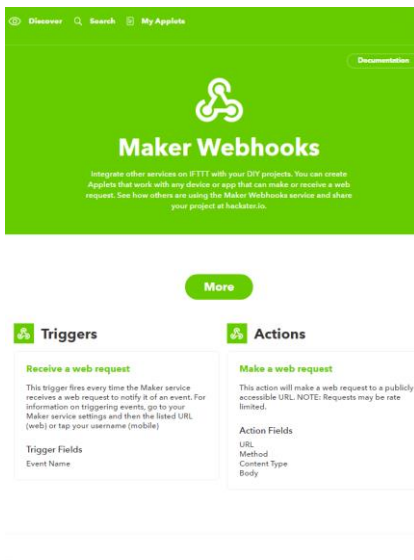 Discover Search My Applets
Documentation
Maker Webhooks
Integrate other services on IFTTT with your DIY projects. You can create
Applets that work with any device or app that can make or receive a web
request. See how others are using the Maker Webhooks service and share
your project at hackster.io.
More
Triggers
Receive a web request
This trigger fires every time the Maker service
receives a web request to notify it of an event. For
information on triggering events, go to your
Maker service settings and then the listed URL
(web) or tap your username (mobile)
Trigger Fields
Event Name
Actions
Make a web request
This action will make a web request to a publicly
accessible URL. NOTE: Requests may be rate
limited.
Action Fields
URL
Method
Content Type
Body